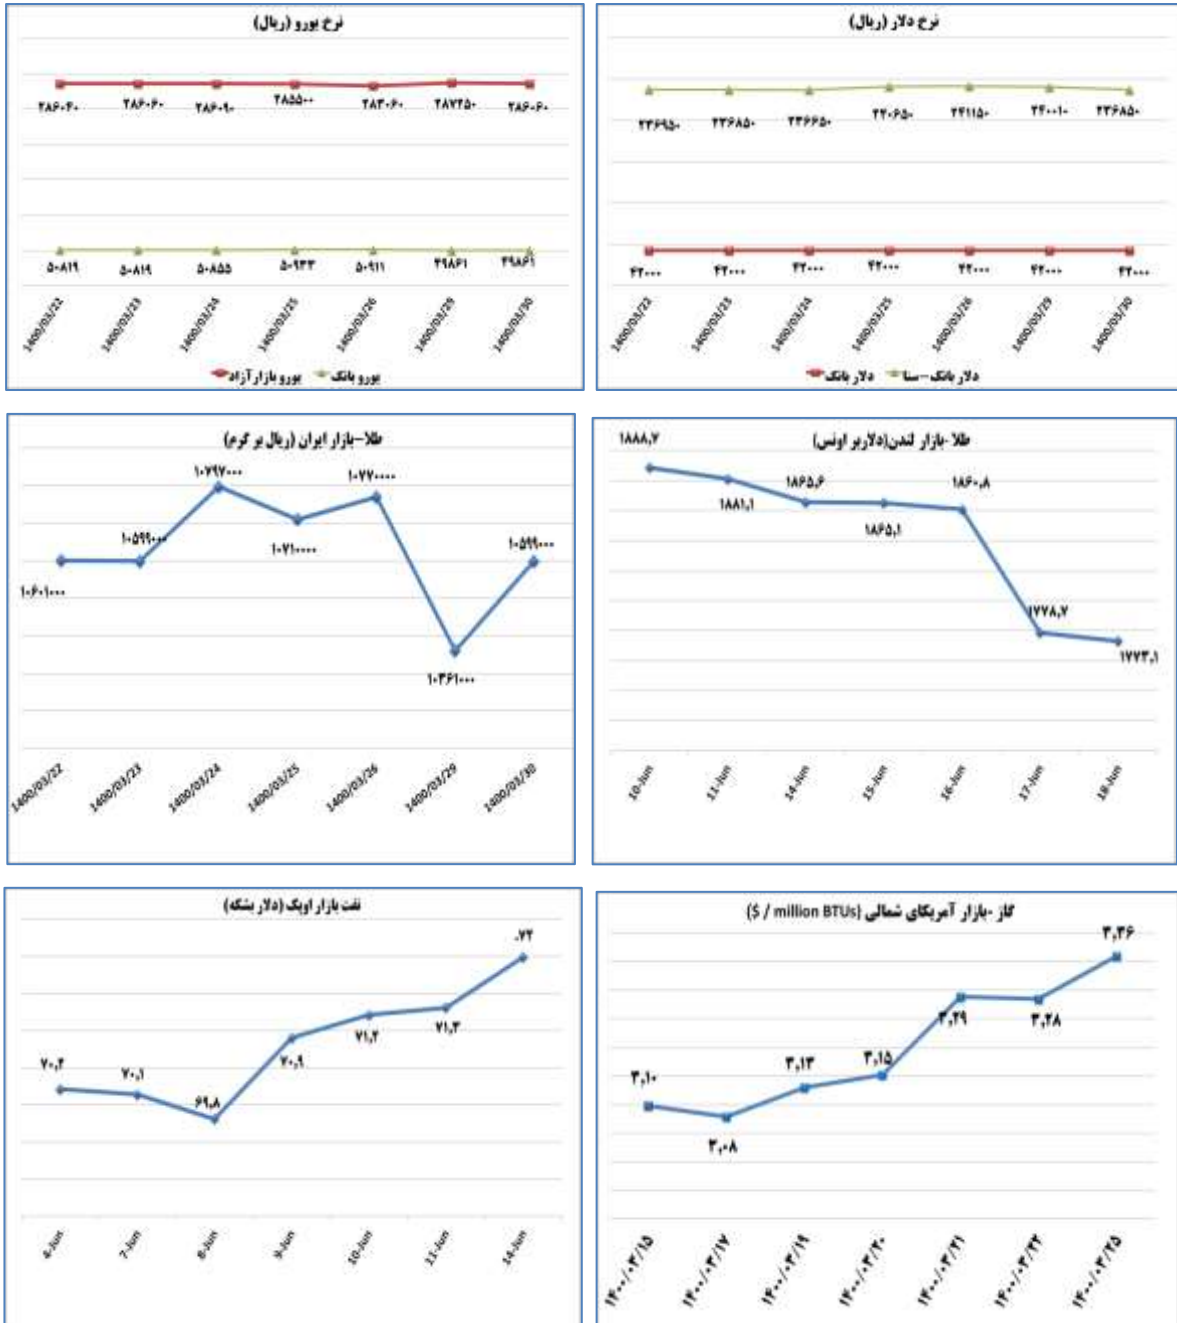 نرخ یورو (ریال)
۲۸۶۰۴۰ ۲۸۶۰۶۰ ۲۸۶۰۹۰ ۲۸۵۵۰۰ ۲۸۳۰۶۰ ۲۸۷۲۵۰ ۲۸۶۰۶۰
۵۰۸۱۹ ۵۰۸۱۹ ۵۰۸۵۵ ۵۰۹۳۳ ۵۰۹۱۱ ۴۹۸۶۱ ۴۹۸۶۱
1400/03/22 1400/03/23 1400/03/24 1400/03/25 1400/03/26 1400/03/29 1400/03/30
یورو بانک یورو بازار آزاد
نرخ دلار (ریال)
۲۳۶۹۵۰ ۲۳۶۸۵۰ ۲۳۶۶۵۰ ۲۴۰۶۵۰ ۲۴۱۱۵۰ ۲۴۰۰۱۰ ۲۳۶۸۵۰
۴۲۰۰۰ ۴۲۰۰۰ ۴۲۰۰۰ ۴۲۰۰۰ ۴۲۰۰۰ ۴۲۰۰۰ ۴۲۰۰۰
1400/03/22 1400/03/23 1400/03/24 1400/03/25 1400/03/26 1400/03/29 1400/03/30
دلار بانک-سنا دلار بانک
طلا-بازار ایران (ریال بر گرم)
۱۰۶۰۱۰۰۰ ۱۰۵۹۹۰۰۰ ۱۰۷۹۷۰۰۰ ۱۰۷۱۰۰۰۰ ۱۰۷۷۰۰۰۰ ۱۰۳۶۱۰۰۰ ۱۰۵۹۹۰۰۰
1400/03/22 1400/03/23 1400/03/24 1400/03/25 1400/03/26 1400/03/29 1400/03/30
طلا-بازار لندن(دلاربر اونس)
۱۸۸۸,۷ ۱۸۸۱,۱ ۱۸۶۵,۶ ۱۸۶۵,۱ ۱۸۶۰,۸ ۱۷۷۸,۷ ۱۷۷۳,۱
10-Jun 11-Jun 14-Jun 15-Jun 16-Jun 17-Jun 18-Jun
نفت بازار اوپک (دلار بشکه)
۷۰,۲ ۷۰,۱ ۶۹,۸ ۷۰,۹ ۷۱,۲ ۷۱,۳ ۷۲.
4-Jun 7-Jun 8-Jun 9-Jun 10-Jun 11-Jun 14-Jun
گاز -بازار آمریکای شمالی ($ / million BTUs)
۳,۱۰ ۳,۰۸ ۳,۱۳ ۳,۱۵ ۳,۲۹ ۳,۲۸ ۳,۳۶
۱۴۰۰/۰۳/۱۵ ۱۴۰۰/۰۳/۱۷ ۱۴۰۰/۰۳/۱۹ ۱۴۰۰/۰۳/۲۰ ۱۴۰۰/۰۳/۲۱ ۱۴۰۰/۰۳/۲۲ ۱۴۰۰/۰۳/۲۵